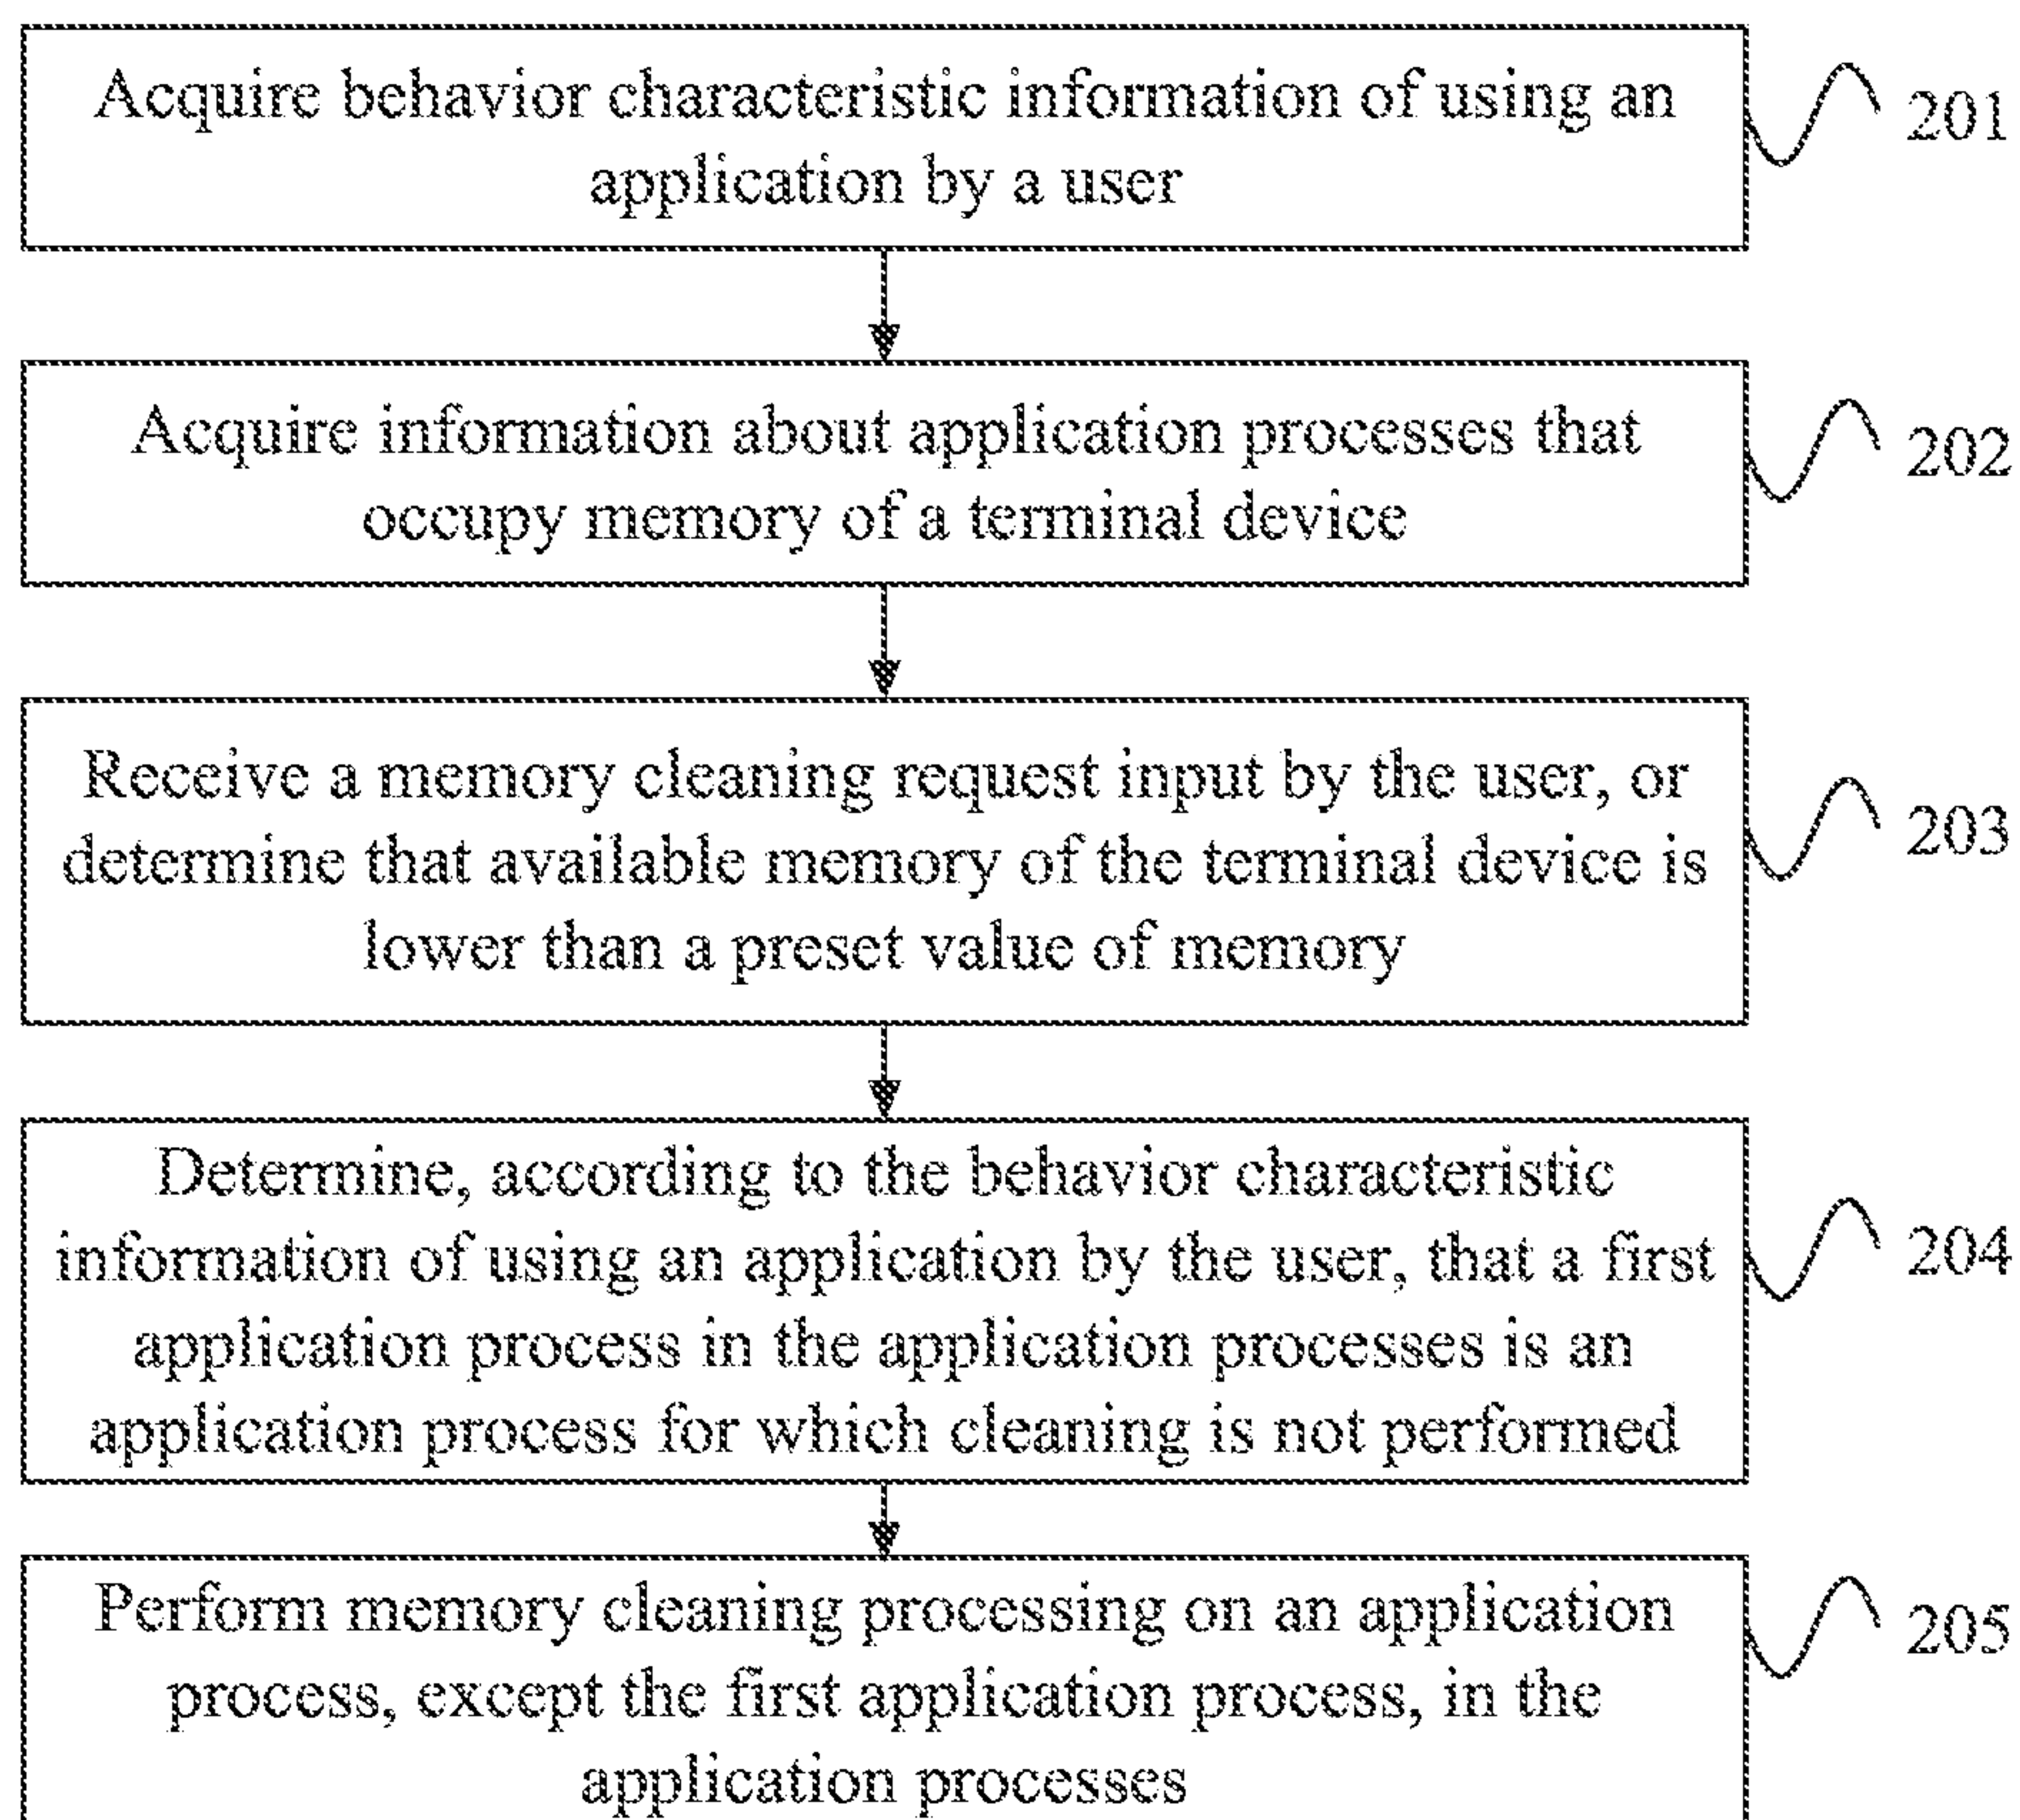 Acquire behavior characteristic information of using an
application by a user
201
Acquire information about application processes that
occupy memory of a terminal device
202
Receive a memory cleaning request input by the user, or
determine that available memory of the terminal device is
lower than a preset value of memory
203
Determine, according to the behavior characteristic
information of using an application by the user, that a first
application process in the application processes is an
application process for which cleaning is not performed
204
Perform memory cleaning processing on an application
process, except the first application process, in the
application processes
205